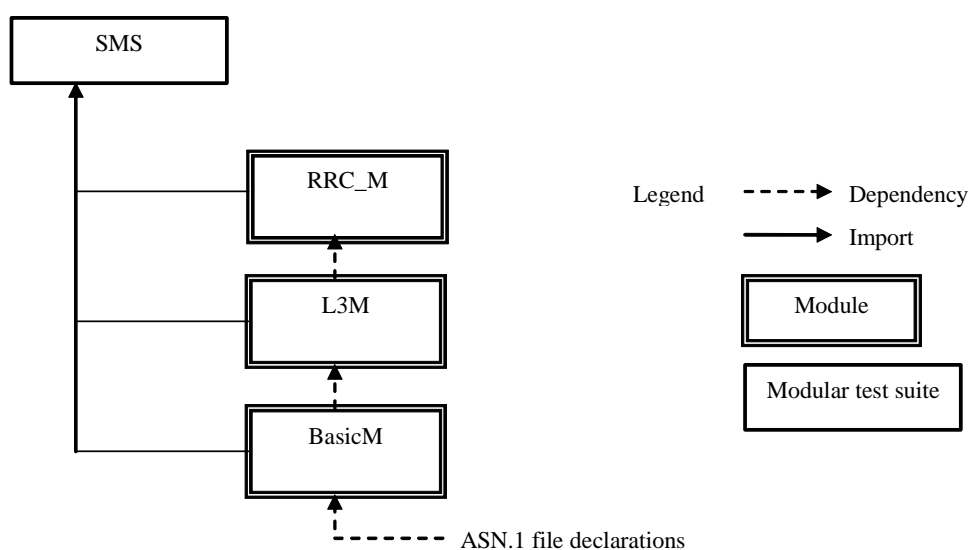 SMS
RRC_M
Legend
Dependency
Import
L3M
Module
Modular test suite
BasicM
ASN.1 file declarations